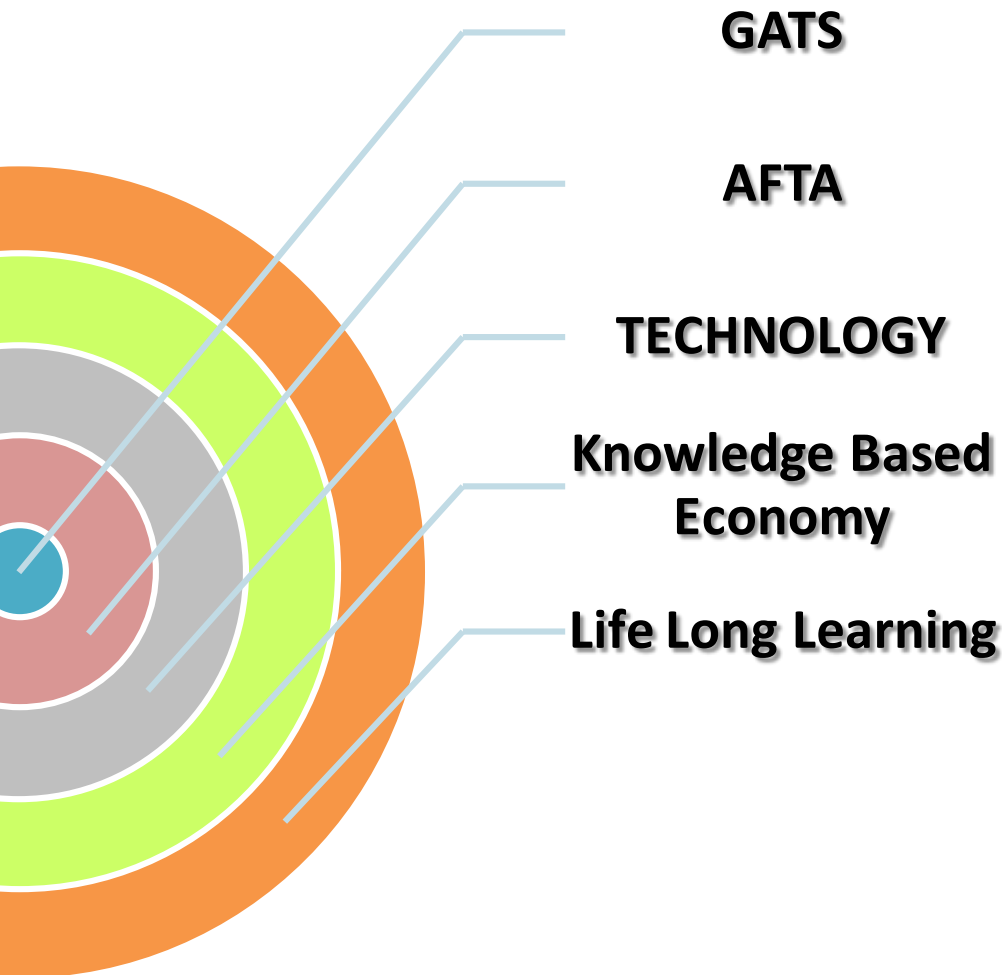 GATS
AFTA
TECHNOLOGY
Knowledge Based
Economy
Life Long Learning